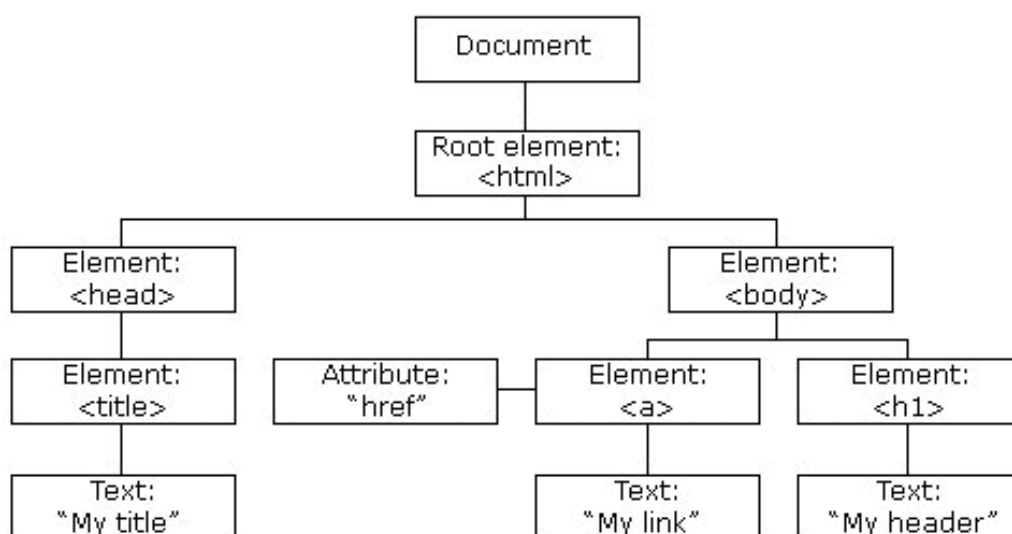 Document
Root element:
<html>
Element:
<head>
Element:
<body>
Element:
<title>
Attribute:
“href”
Element:
<a>
Element:
<h1>
Text:
“My title”
Text:
“My link”
Text:
“My header”